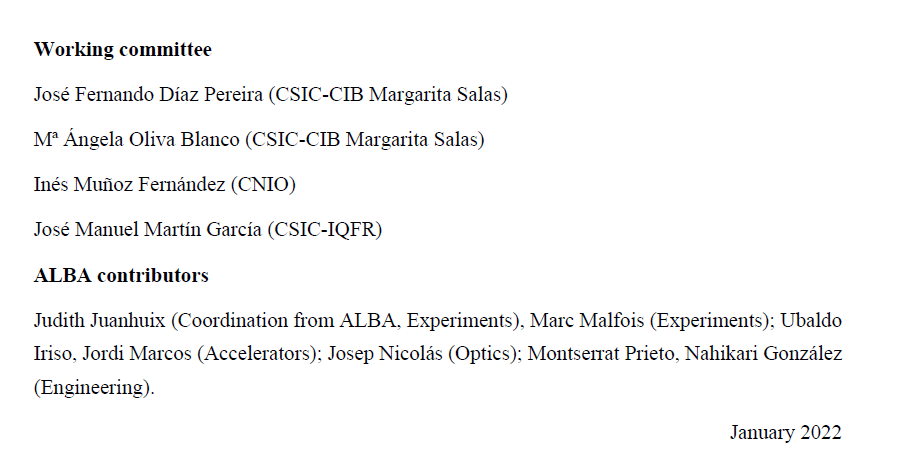 Working committee
José Fernando Díaz Pereira (CSIC-CIB Margarita Salas)
Mª Ángela Oliva Blanco (CSIC-CIB Margarita Salas)
Inés Muñoz Fernández (CNIO)
José Manuel Martín García (CSIC-IQFR)
ALBA contributors
Judith Juanhuix (Coordination from ALBA, Experiments), Marc Malfois (Experiments); Ubaldo
Iriso, Jordi Marcos (Accelerators); Josep Nicolás (Optics); Montserrat Prieto, Nahikari González
(Engineering).
January 2022